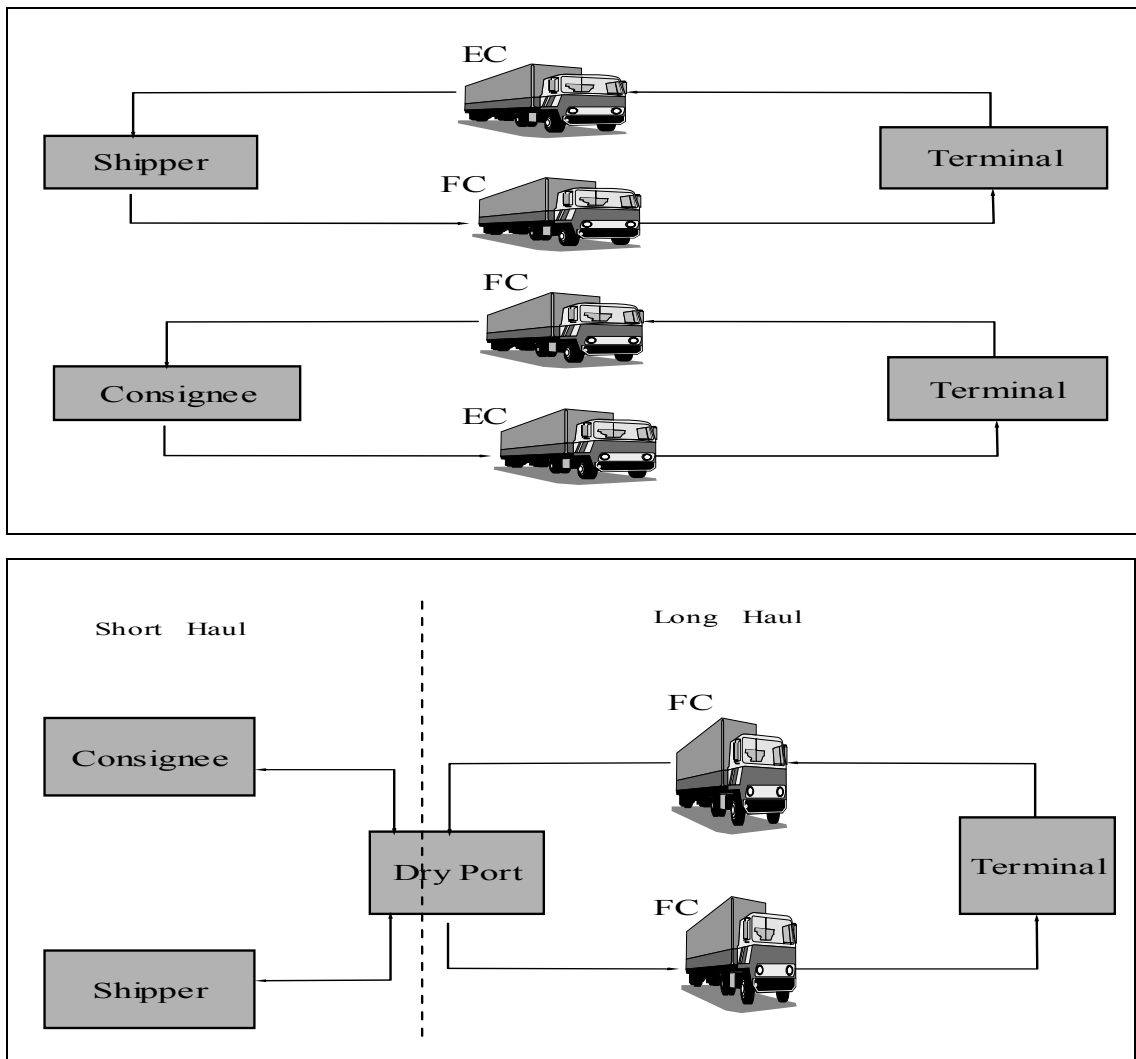 EC
Shipper
Terminal
FC
FC
Consignee
Terminal
EC
Short Haul
Long Haul
FC
Consignee
Dry Port
Terminal
FC
Shipper